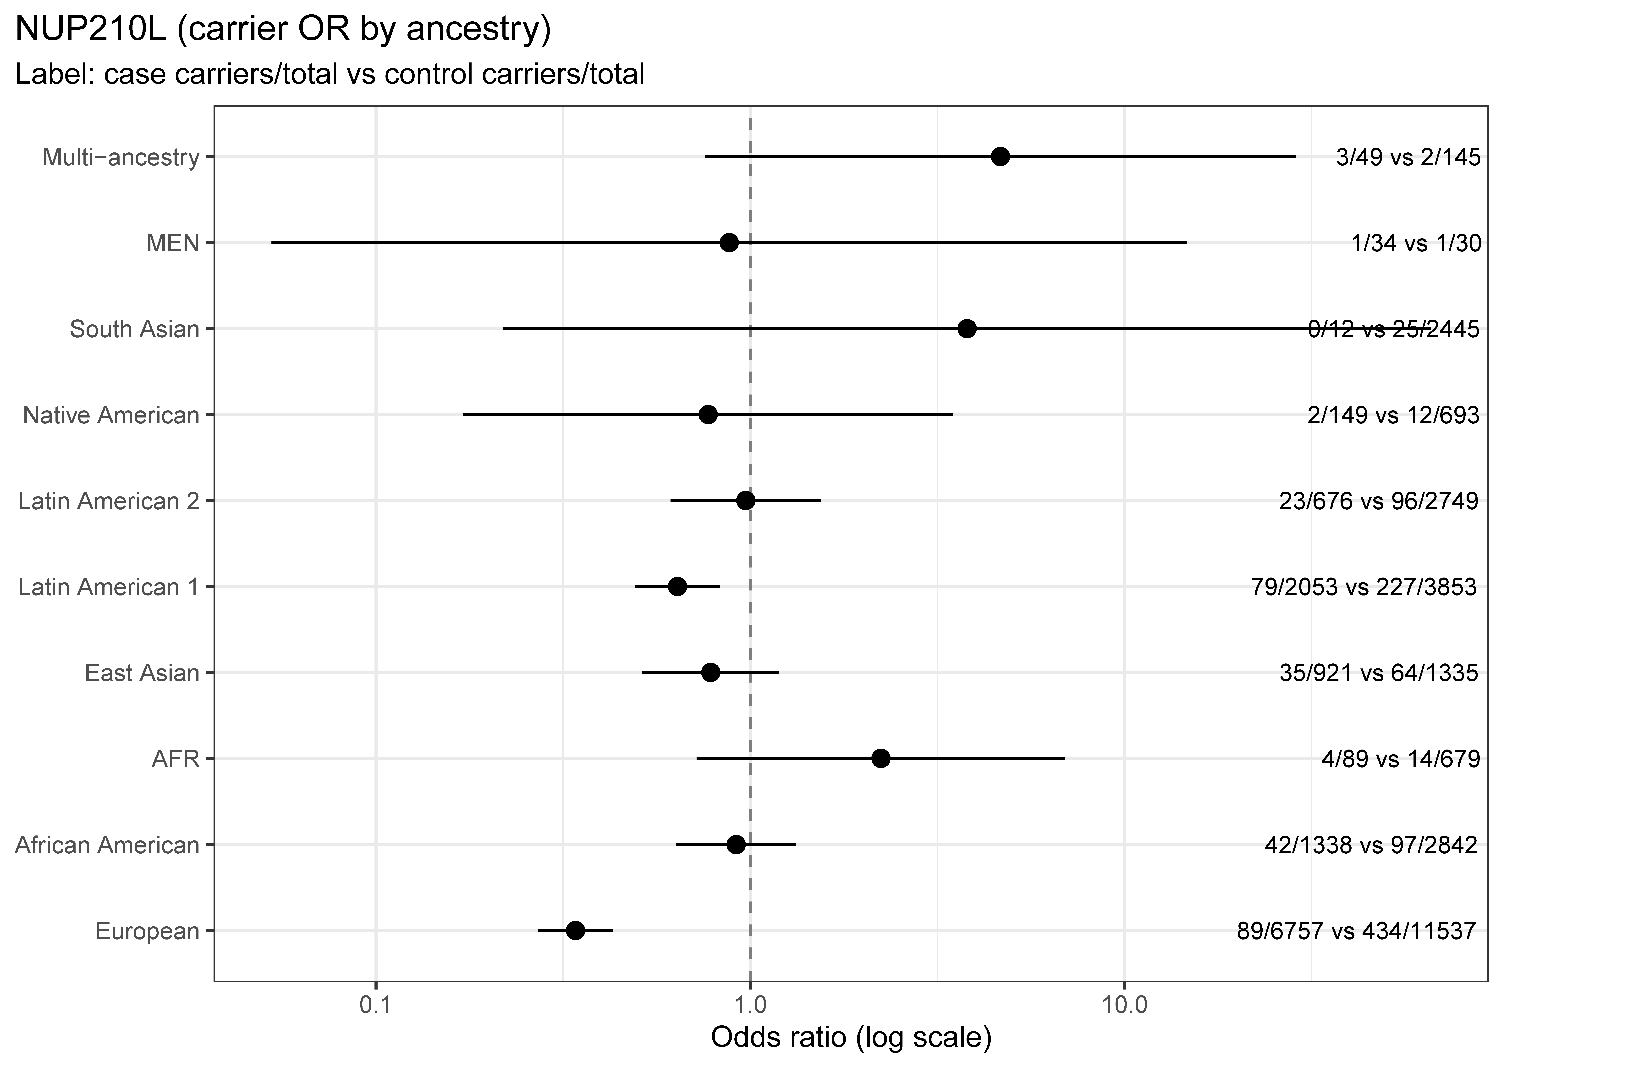 NUP210L (carrier OR by ancestry)
Label: case carriers/total vs control carriers/total
Multi−ancestry 3/49 vs 2/145
MEN 1/34 vs 1/30
South Asian 0/12 vs 25/2445
Native American 2/149 vs 12/693
Latin American 2 23/676 vs 96/2749
Latin American 1 79/2053 vs 227/3853
East Asian 35/921 vs 64/1335
AFR 4/89 vs 14/679
African American 42/1338 vs 97/2842
European 89/6757 vs 434/11537
0.1 1.0 10.0
Odds ratio (log scale)